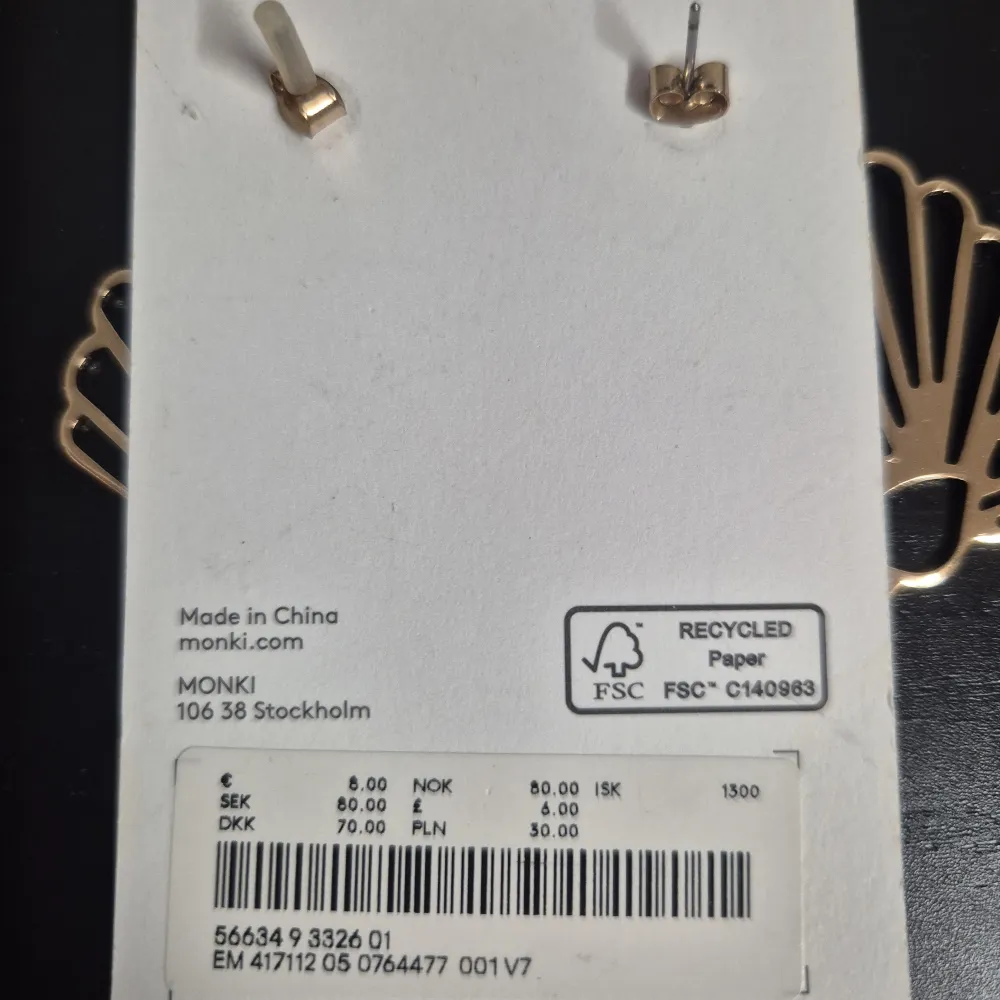 Made in China
monki.com
MONKI
106 38 Stockholm
FSC™
RECYCLED
Paper
FSC™ C140963
€ 8.00 NOK 80.00 ISK 1300
SEK 80.00 £ 6.00
DKK 70.00 PLN 30.00
56634 9 3326 01
EM 417112 05 0764477 001 V7